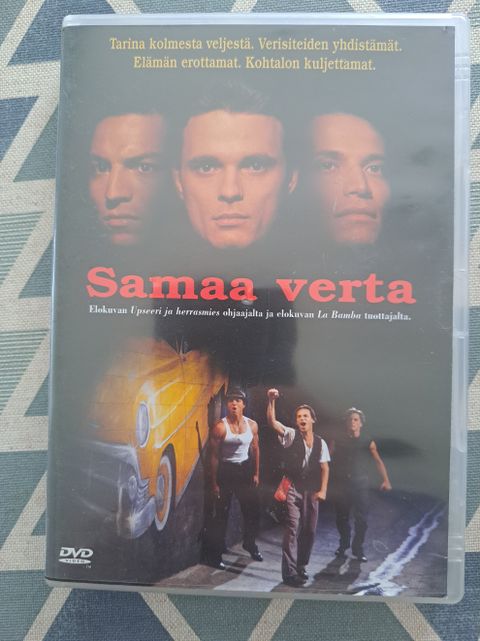 Tarina kolmesta veljestä. Verisiteiden yhdistämät.
Elämän erottamat. Kohtalon kuljettamat.
Samaa verta
Elokuvan Upseeri ja herrasmies ohjaajalta ja elokuvan La Bamba tuottajalta.
DVD
VIDEO